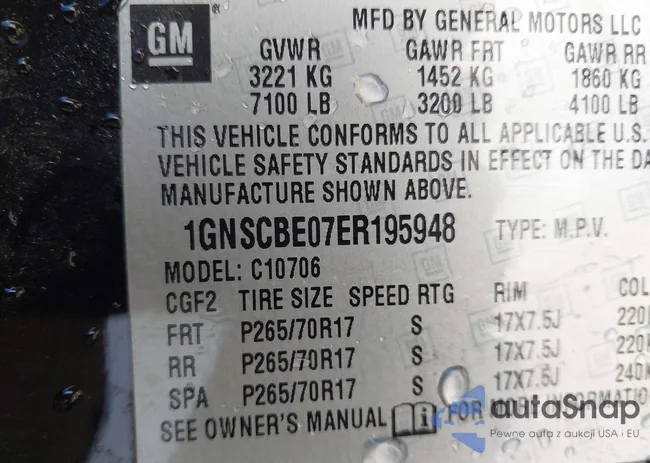 GM
MFD BY GENERAL MOTORS LLC
GVWR GAWR FRT GAWR RR
3221 KG 1452 KG 1860 KG
7100 LB 3200 LB 4100 LB
THIS VEHICLE CONFORMS TO ALL APPLICABLE U.S.
VEHICLE SAFETY STANDARDS IN EFFECT ON THE DA
MANUFACTURE SHOWN ABOVE.
1GNSCBE07ER195948 TYPE: M.P.V.
MODEL: C10706
CGF2 TIRE SIZE SPEED RTG RIM COL
FRT P265/70R17 S 17X7.5J 220
RR P265/70R17 S 17X7.5J 220K
SPA P265/70R17 S 17X7.5J 240K
SEE OWNER'S MANUAL i FOR MORE INFORMATIO
autaSnap
Pewne auta z aukcji USA i EU